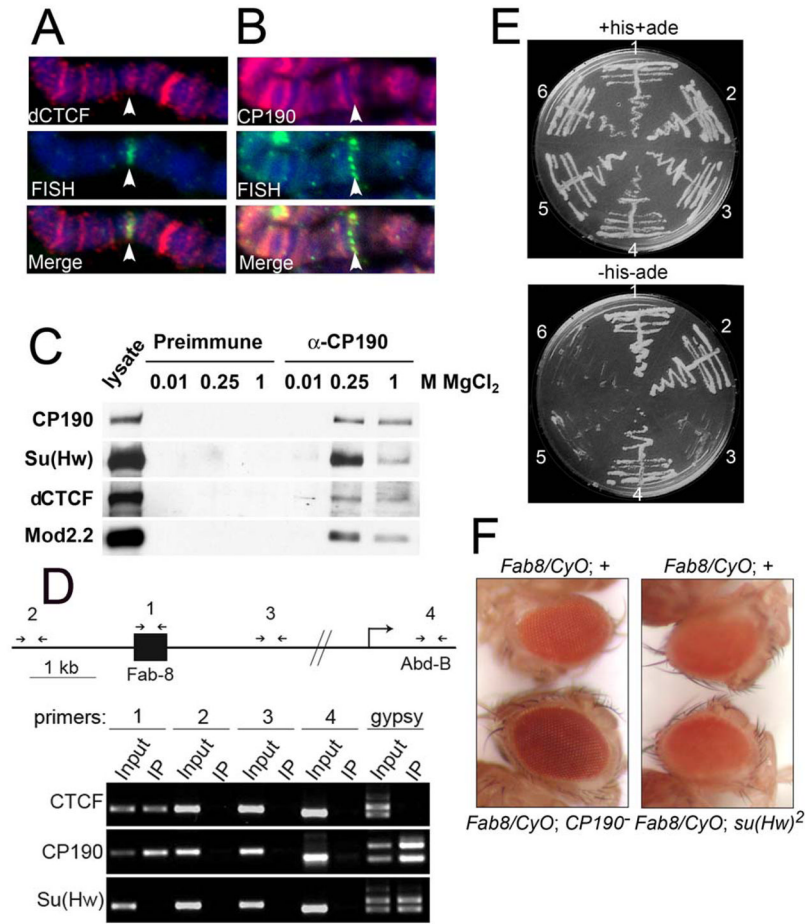 A
B
E
dCTCF
CP190
FISH
FISH
Merge
Merge
+his+ade
1
2
3
4
5
6
-his-ade
1
2
3
4
5
6
C
Preimmune
α-CP190
lysate
0.01 0.25 1
0.01 0.25 1
M MgCl2
CP190
Su(Hw)
dCTCF
Mod2.2
D
2
1
3
4
1 kb
Fab-8
Abd-B
primers: 1 2 3 4 gypsy
Input IP Input IP Input IP Input IP Input IP
CTCF
CP190
Su(Hw)
F
Fab8/CyO; +
Fab8/CyO; +
Fab8/CyO; CP190-
Fab8/CyO; su(Hw)2